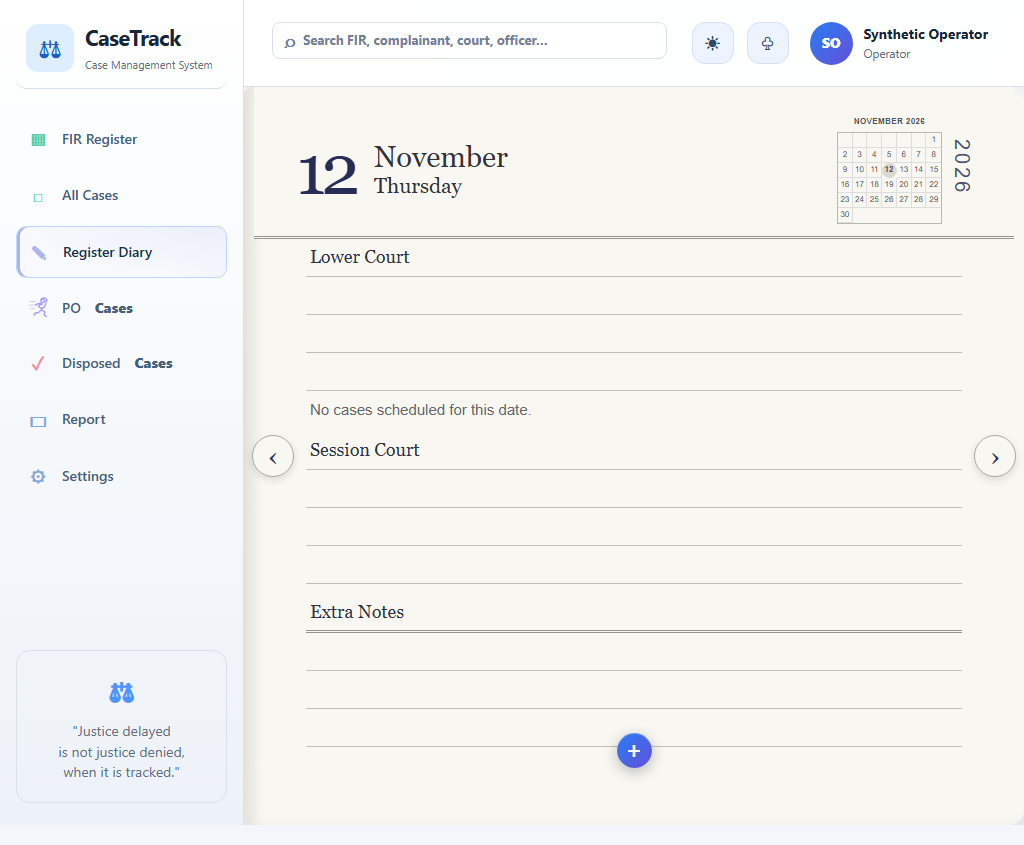 CaseTrack
Case Management System
Search FIR, complainant, court, officer...
SO
Synthetic Operator
Operator
FIR Register
All Cases
Register Diary
PO Cases
Disposed Cases
Report
Settings
"Justice delayed
is not justice denied,
when it is tracked."
12
November
Thursday
NOVEMBER 2026
1
2 3 4 5 6 7 8
9 10 11 12 13 14 15
16 17 18 19 20 21 22
23 24 25 26 27 28 29
30
2026
Lower Court
No cases scheduled for this date.
Session Court
Extra Notes
+